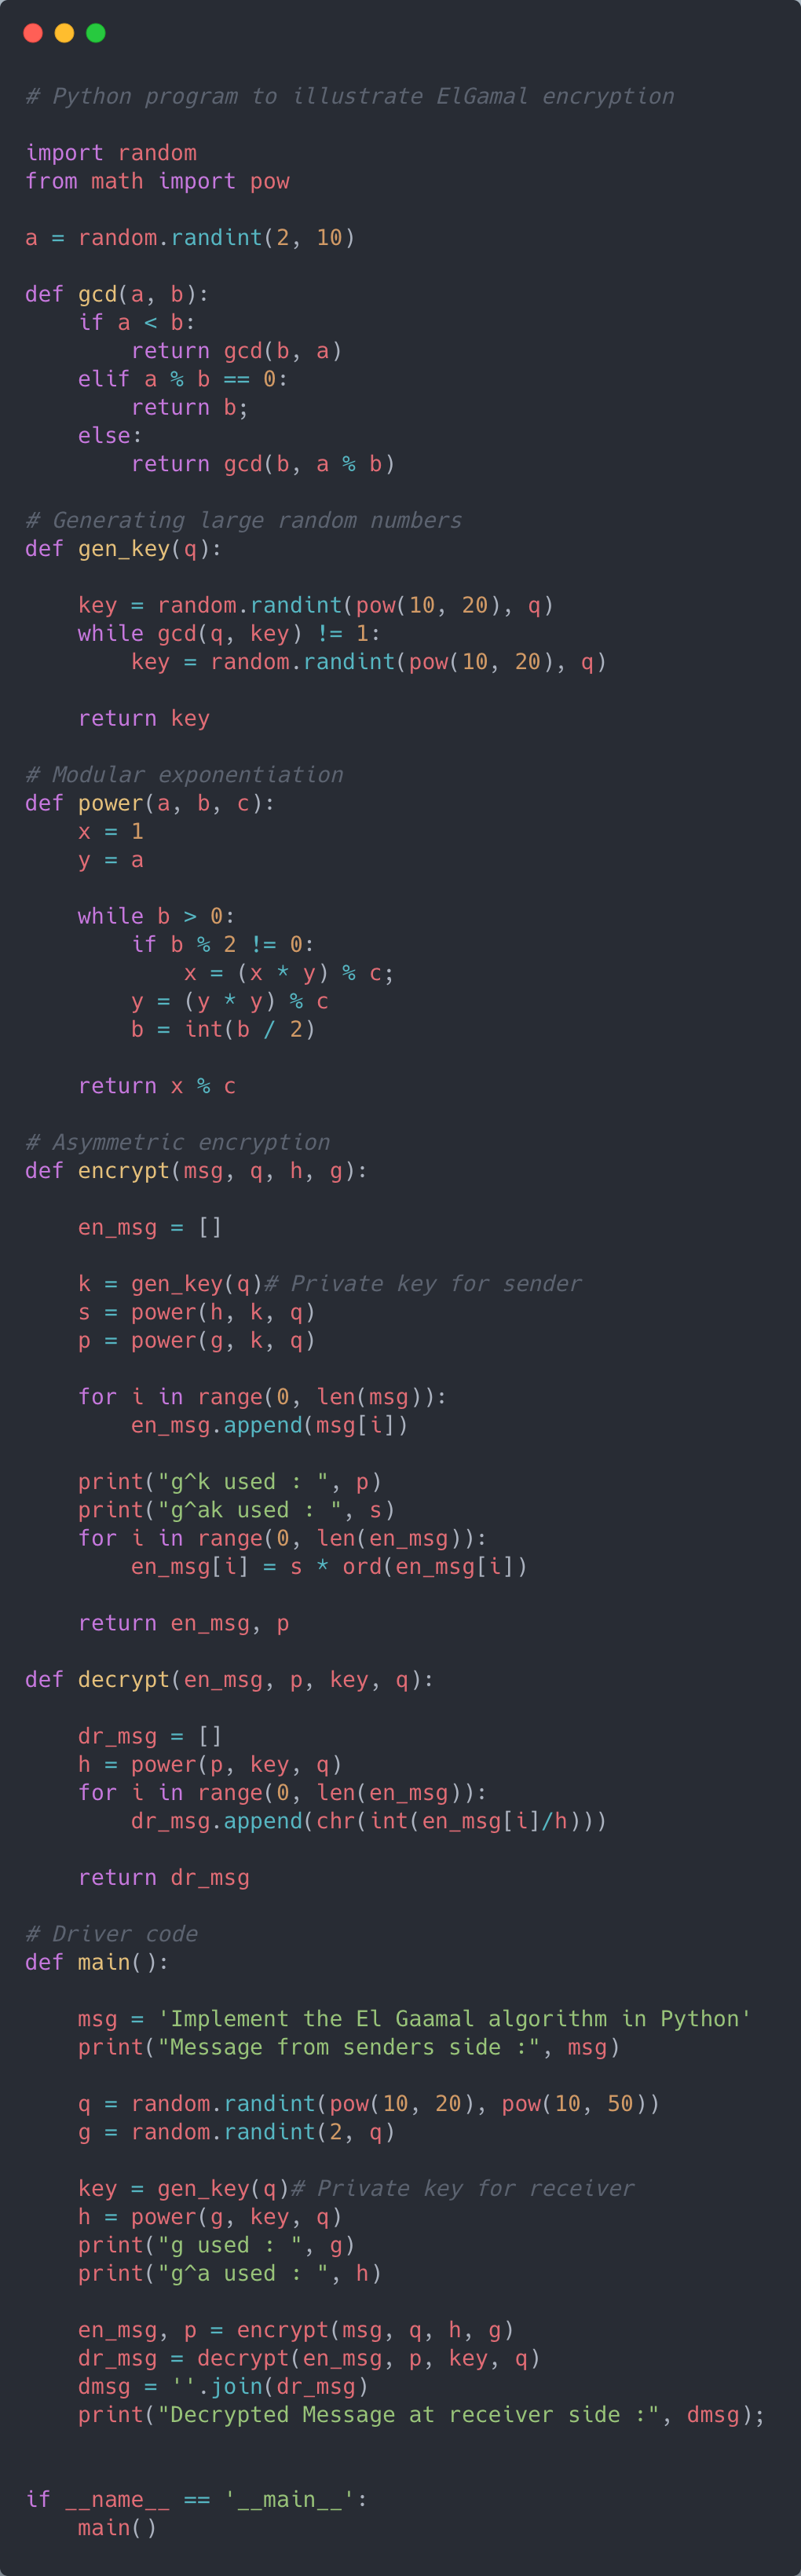 # Python program to illustrate ElGamal encryption

import random
from math import pow

a = random.randint(2, 10)

def gcd(a, b):
    if a < b:
        return gcd(b, a)
    elif a % b == 0:
        return b;
    else:
        return gcd(b, a % b)

# Generating large random numbers
def gen_key(q):

    key = random.randint(pow(10, 20), q)
    while gcd(q, key) != 1:
        key = random.randint(pow(10, 20), q)

    return key

# Modular exponentiation
def power(a, b, c):
    x = 1
    y = a

    while b > 0:
        if b % 2 != 0:
            x = (x * y) % c;
        y = (y * y) % c
        b = int(b / 2)

    return x % c

# Asymmetric encryption
def encrypt(msg, q, h, g):

    en_msg = []

    k = gen_key(q)# Private key for sender
    s = power(h, k, q)
    p = power(g, k, q)

    for i in range(0, len(msg)):
        en_msg.append(msg[i])

    print("g^k used : ", p)
    print("g^ak used : ", s)
    for i in range(0, len(en_msg)):
        en_msg[i] = s * ord(en_msg[i])

    return en_msg, p

def decrypt(en_msg, p, key, q):

    dr_msg = []
    h = power(p, key, q)
    for i in range(0, len(en_msg)):
        dr_msg.append(chr(int(en_msg[i]/h)))

    return dr_msg

# Driver code
def main():

    msg = 'Implement the El Gaamal algorithm in Python'
    print("Message from senders side :", msg)

    q = random.randint(pow(10, 20), pow(10, 50))
    g = random.randint(2, q)

    key = gen_key(q)# Private key for receiver
    h = power(g, key, q)
    print("g used : ", g)
    print("g^a used : ", h)

    en_msg, p = encrypt(msg, q, h, g)
    dr_msg = decrypt(en_msg, p, key, q)
    dmsg = ''.join(dr_msg)
    print("Decrypted Message at receiver side :", dmsg);


if __name__ == '__main__':
    main()